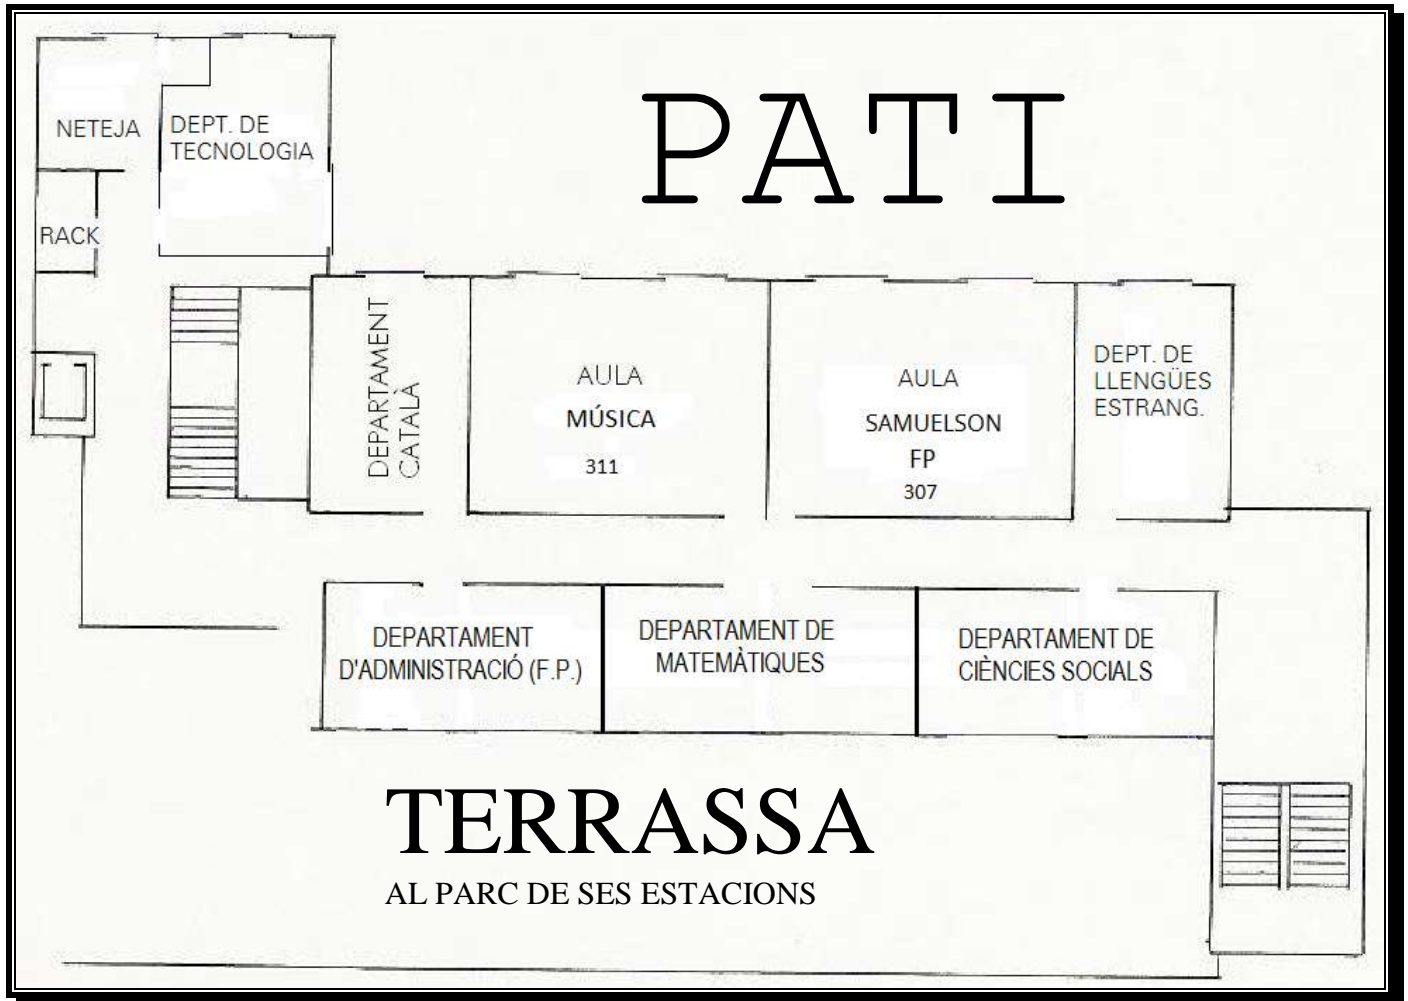 PATI
NETEJA
DEPT. DE
TECNOLOGIA
RACK
DEPARTAMENT
CATALÀ
AULA
MÚSICA
311
AULA
SAMUELSON
FP
307
DEPT. DE
LLENGÜES
ESTRANG.
DEPARTAMENT
D'ADMINISTRACIÓ (F.P.)
DEPARTAMENT DE
MATEMÀTIQUES
DEPARTAMENT DE
CIÈNCIES SOCIALS
TERRASSA
AL PARC DE SES ESTACIONS